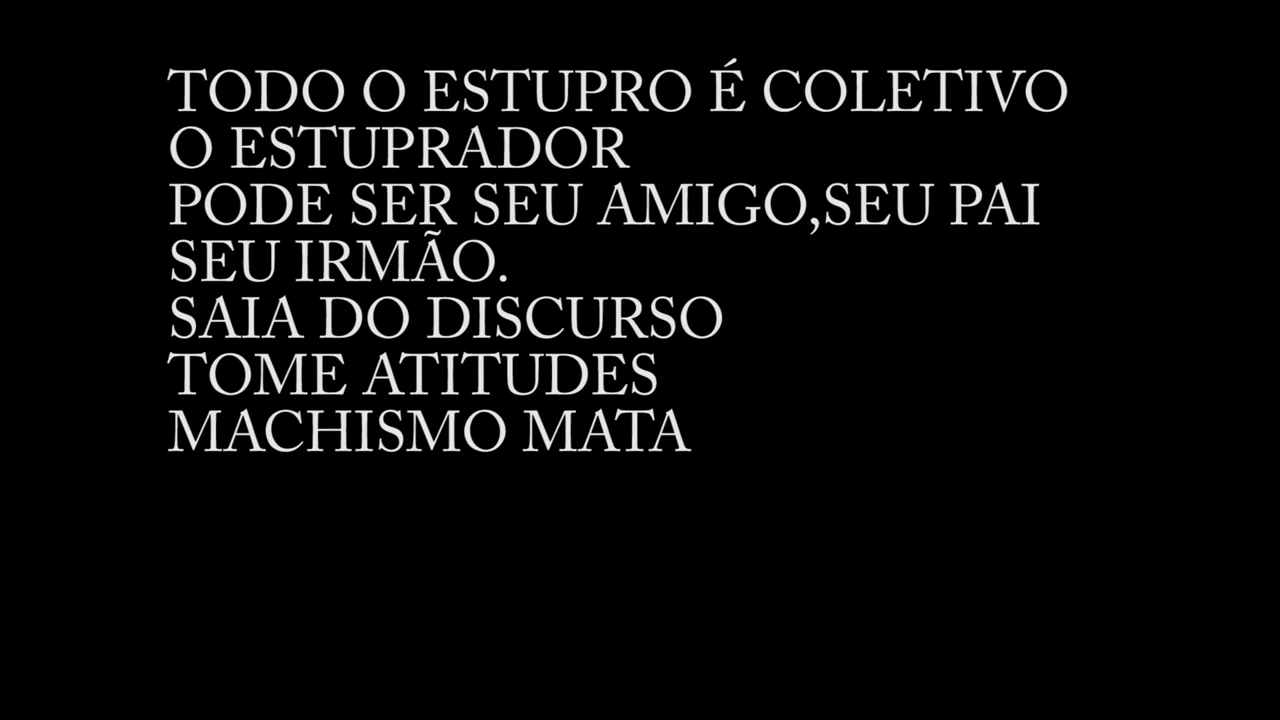 TODO O ESTUPRO É COLETIVO
O ESTUPRADOR
PODE SER SEU AMIGO,SEU PAI
SEU IRMÃO.
SAIA DO DISCURSO
TOME ATITUDES
MACHISMO MATA